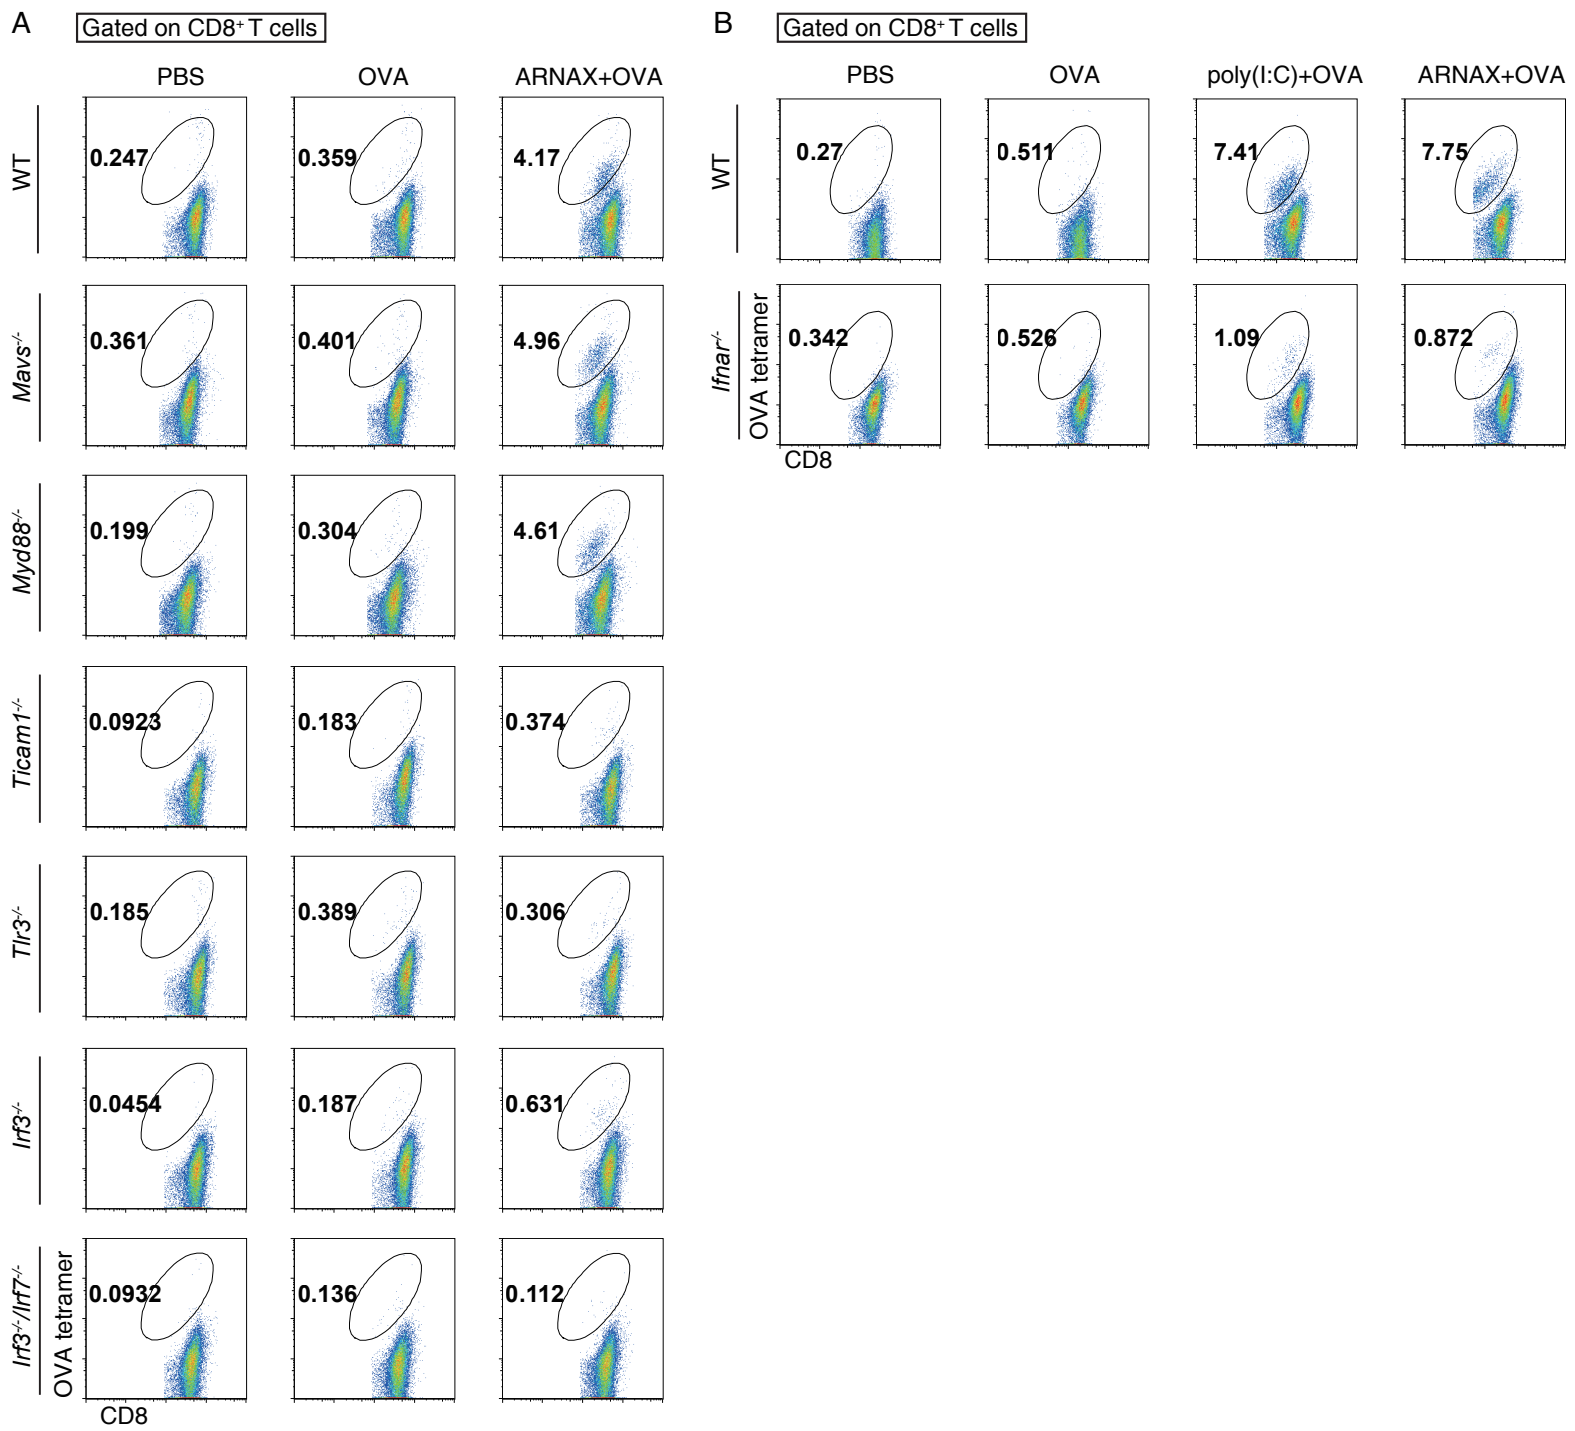 A
Gated on CD8⁺ T cells
PBS OVA ARNAX+OVA
WT
0.247 0.359 4.17
Mavs⁻/⁻
0.361 0.401 4.96
Myd88⁻/⁻
0.199 0.304 4.61
Ticam1⁻/⁻
0.0923 0.183 0.374
Tlr3⁻/⁻
0.185 0.389 0.306
Irf3⁻/⁻
0.0454 0.187 0.631
Irf3⁻/⁻/Irf7⁻/⁻
OVA tetramer
0.0932 0.136 0.112
CD8
B
Gated on CD8⁺ T cells
PBS OVA poly(I:C)+OVA ARNAX+OVA
WT
0.27 0.511 7.41 7.75
Ifnar⁻/⁻
OVA tetramer
0.342 0.526 1.09 0.872
CD8